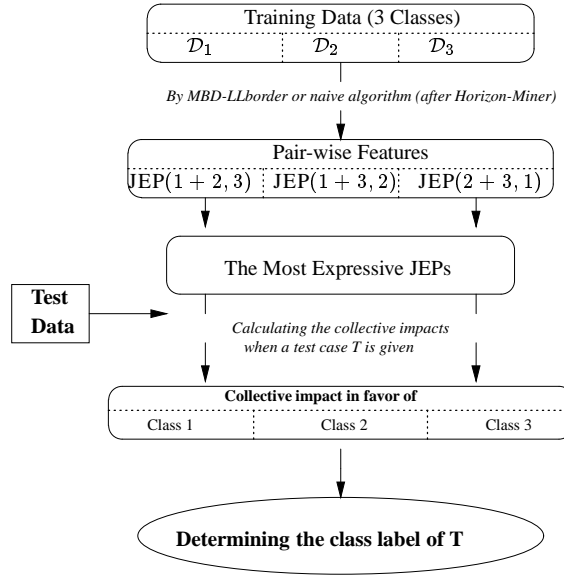 Training Data (3 Classes)
𝒟1 𝒟2 𝒟3
By MBD-LLborder or naive algorithm (after Horizon-Miner)
Pair-wise Features
JEP(1 + 2, 3) JEP(1 + 3, 2) JEP(2 + 3, 1)
The Most Expressive JEPs
Test
Data
Calculating the collective impacts
when a test case T is given
Collective impact in favor of
Class 1 Class 2 Class 3
Determining the class label of T